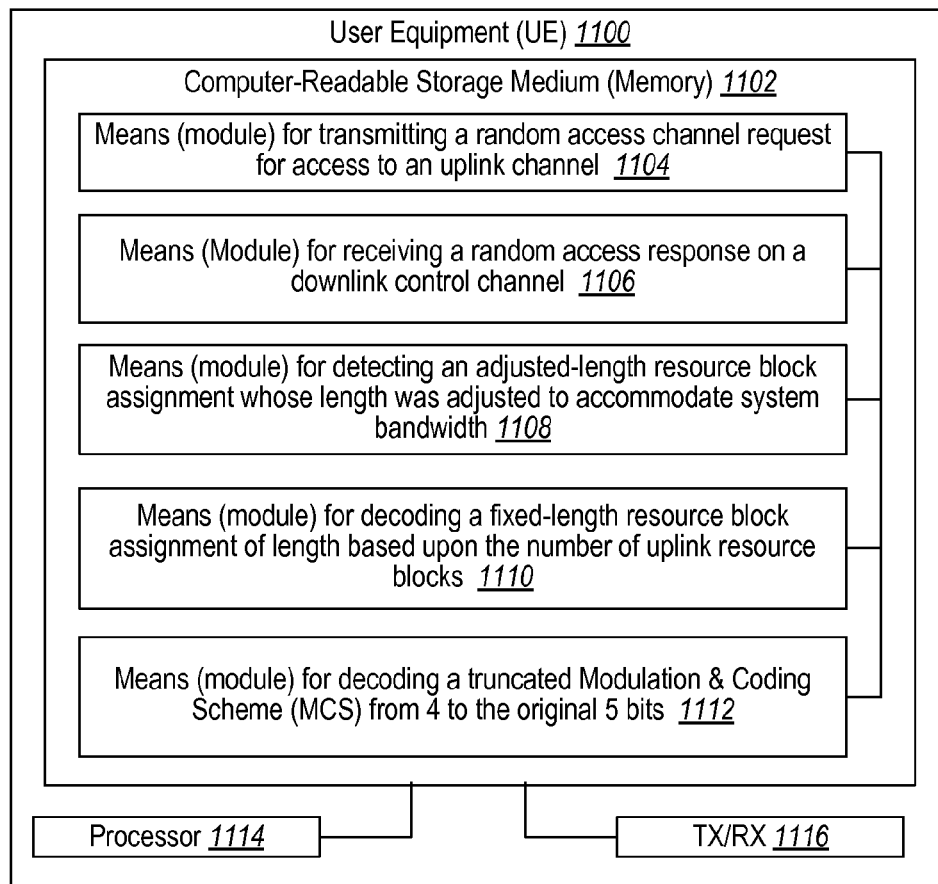 User Equipment (UE) 1100
Computer-Readable Storage Medium (Memory) 1102
Means (module) for transmitting a random access channel request
for access to an uplink channel 1104
Means (Module) for receiving a random access response on a
downlink control channel 1106
Means (module) for detecting an adjusted-length resource block
assignment whose length was adjusted to accommodate system
bandwidth 1108
Means (module) for decoding a fixed-length resource block
assignment of length based upon the number of uplink resource
blocks 1110
Means (module) for decoding a truncated Modulation & Coding
Scheme (MCS) from 4 to the original 5 bits 1112
Processor 1114
TX/RX 1116